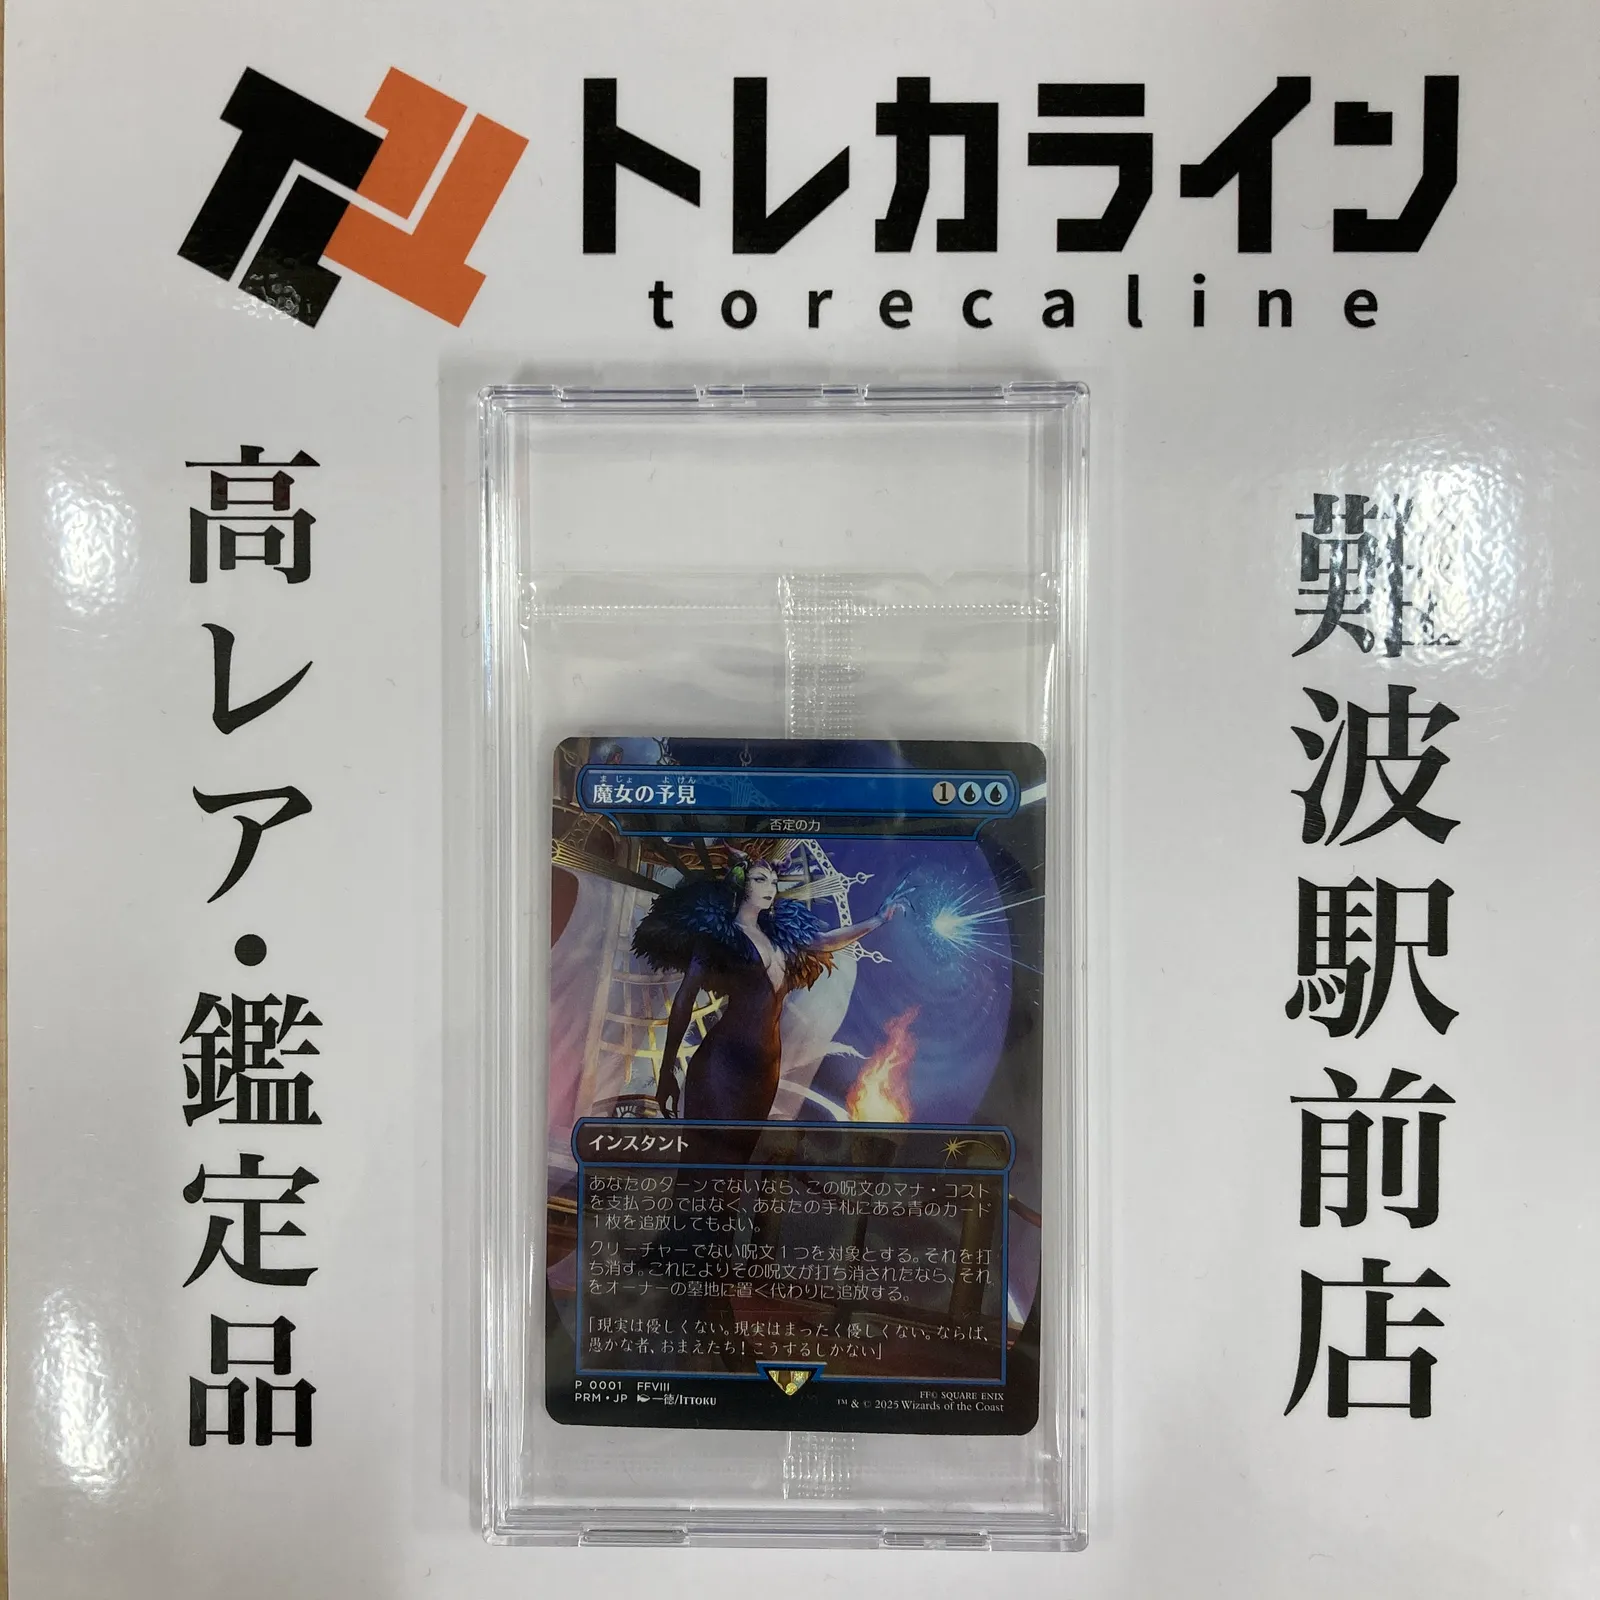 トレカライン
torecaline
高レア・鑑定品
難波駅前店
まじょ よけん
魔女の予見
1
否定の力
インスタント
あなたのターンでないなら、この呪文のマナ・コスト
を支払うのではなく、あなたの手札にある青のカード
1枚を追放してもよい。
クリーチャーでない呪文1つを対象とする。それを打
ち消す。これによりその呪文が打ち消されたなら、それ
をオーナーの墓地に置く代わりに追放する。
「現実は優しくない。現実はまったく優しくない。ならば、
愚かな者、おまえたち！こうするしかない」
P 0001 FFVIII
PRM・JP 一徳/ITTOKU
FF© SQUARE ENIX
™ & © 2025 Wizards of the Coast